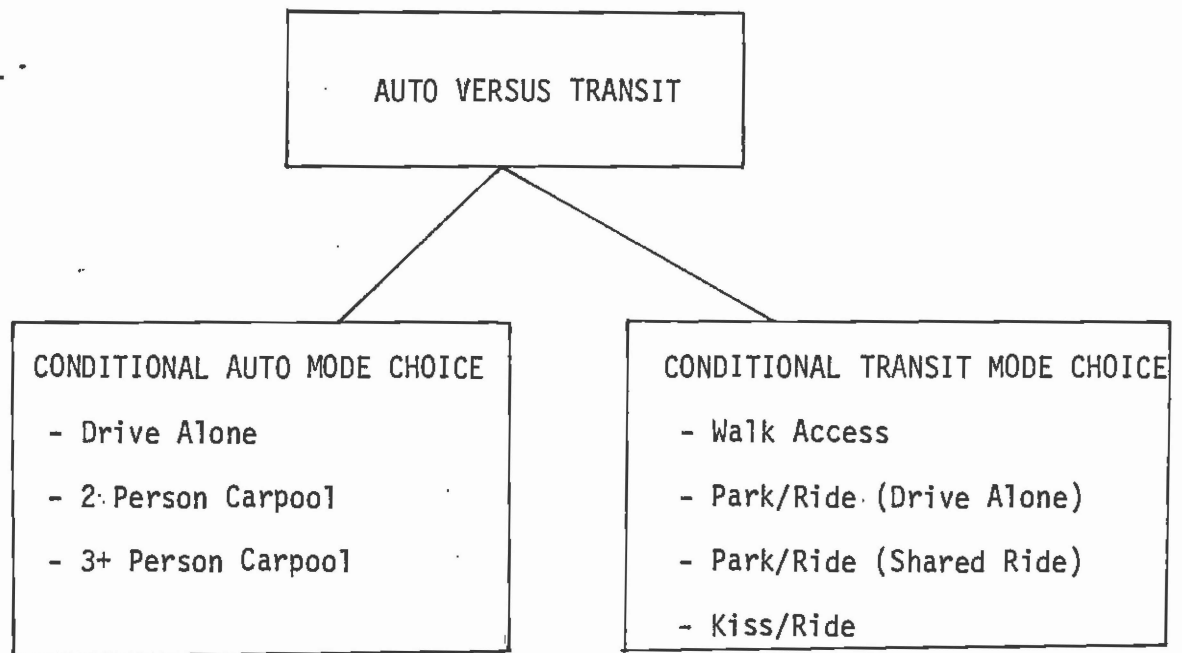 AUTO VERSUS TRANSIT
CONDITIONAL AUTO MODE CHOICE
- Drive Alone
- 2 Person Carpool
- 3+ Person Carpool
CONDITIONAL TRANSIT MODE CHOICE
- Walk Access
- Park/Ride (Drive Alone)
- Park/Ride (Shared Ride)
- Kiss/Ride